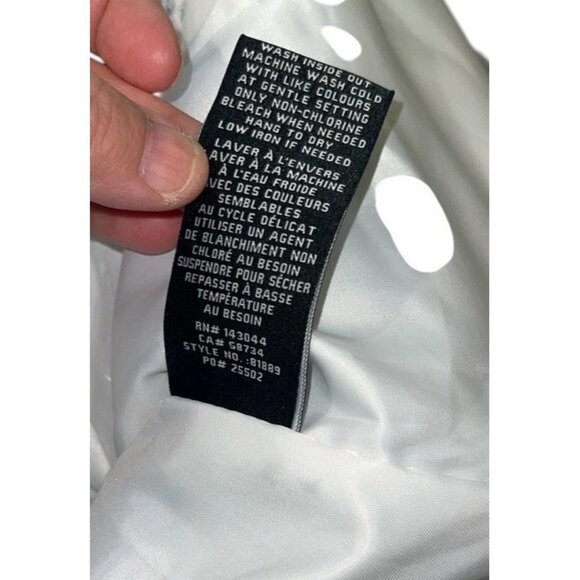 WASH INSIDE OUT
MACHINE WASH COLD
WITH LIKE COLOURS
AT GENTLE SETTING
ONLY NON-CHLORINE
BLEACH WHEN NEEDED
HANG TO DRY
LOW IRON IF NEEDED
LAVER À L'ENVERS
LAVER À LA MACHINE
À L'EAU FROIDE
AVEC DES COULEURS
SEMBLABLES
AU CYCLE DÉLICAT
UTILISER UN AGENT
DE BLANCHIMENT NON
CHLORÉ AU BESOIN
SUSPENDRE POUR SÉCHER
REPASSER À BASSE
TEMPÉRATURE
AU BESOIN
RN# 143044
CA# 58734
STYLE NO.:81889
PO# 25502